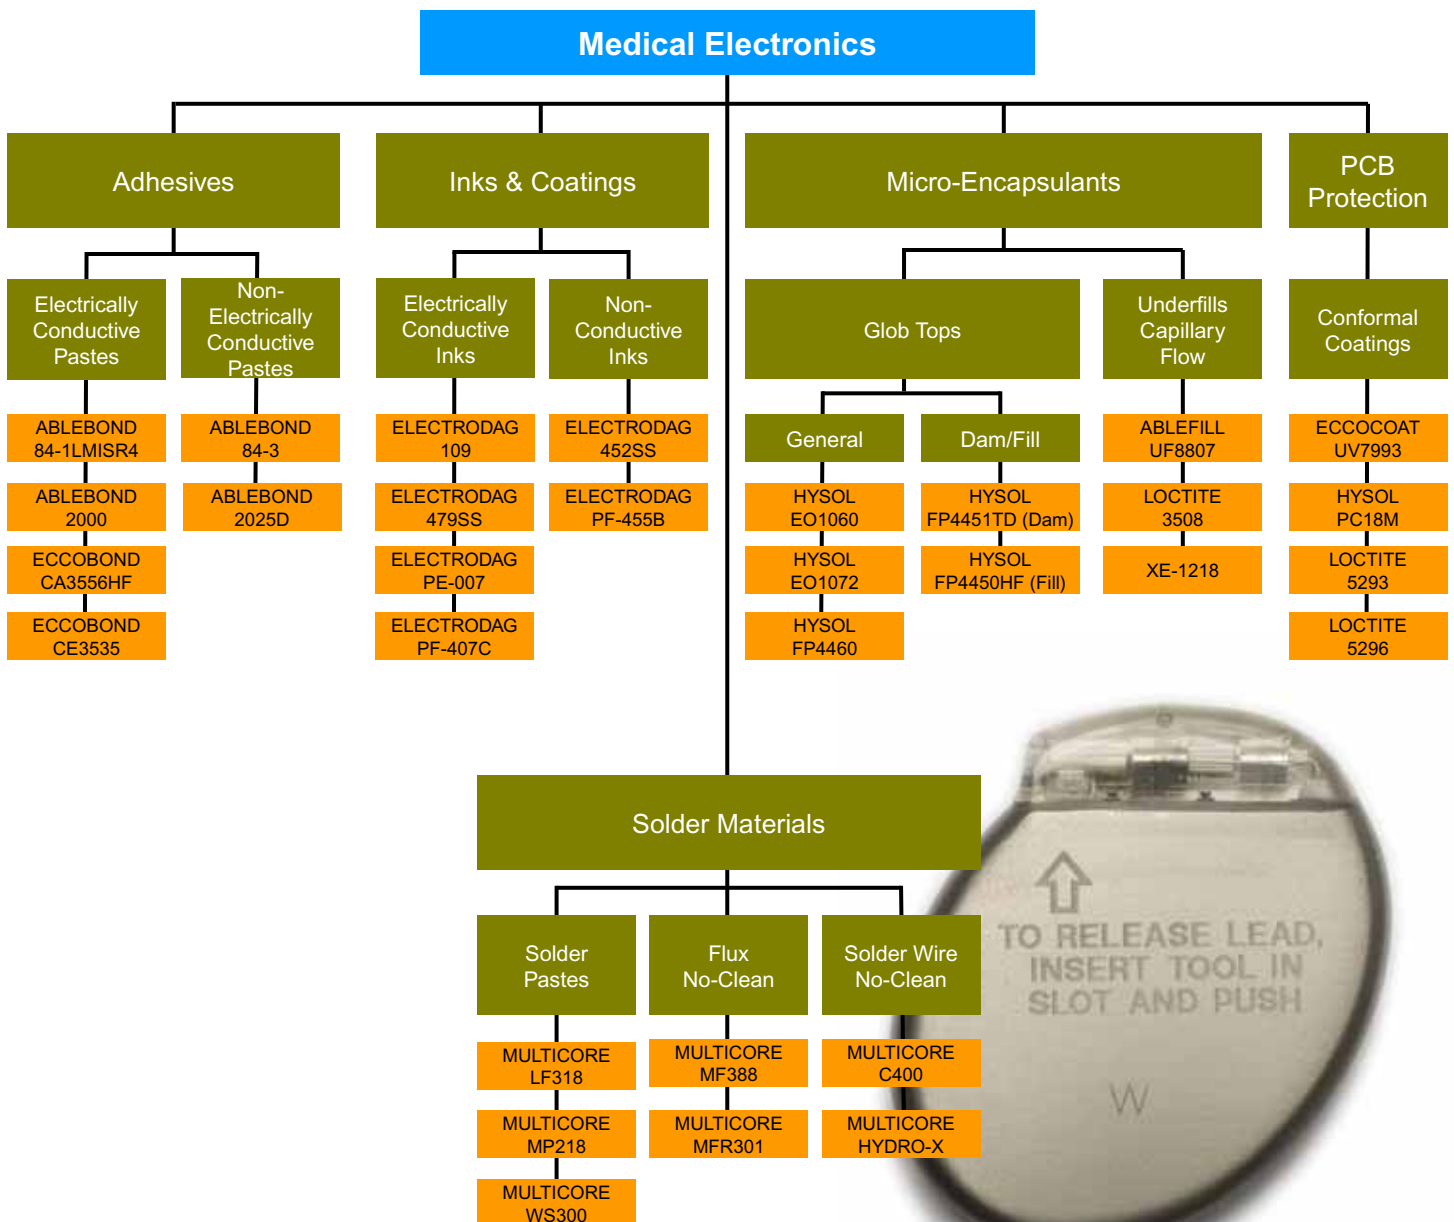 Medical Electronics
Adhesives
Inks & Coatings
Micro-Encapsulants
PCB
Protection
Electrically
Conductive
Pastes
Non-
Electrically
Conductive
Pastes
Electrically
Conductive
Inks
Non-
Conductive
Inks
Glob Tops
Underfills
Capillary
Flow
Conformal
Coatings
ABLEBOND
84-1LMISR4
ABLEBOND
2000
ECCOBOND
CA3556HF
ECCOBOND
CE3535
ABLEBOND
84-3
ABLEBOND
2025D
ELECTRODAG
109
ELECTRODAG
479SS
ELECTRODAG
PE-007
ELECTRODAG
PF-407C
ELECTRODAG
452SS
ELECTRODAG
PF-455B
General
HYSOL
EO1060
HYSOL
EO1072
HYSOL
FP4460
Dam/Fill
HYSOL
FP4451TD (Dam)
HYSOL
FP4450HF (Fill)
ABLEFILL
UF8807
LOCTITE
3508
XE-1218
ECCOCOAT
UV7993
HYSOL
PC18M
LOCTITE
5293
LOCTITE
5296
Solder Materials
Solder
Pastes
Flux
No-Clean
Solder Wire
No-Clean
MULTICORE
LF318
MULTICORE
MP218
MULTICORE
WS300
MULTICORE
MF388
MULTICORE
MFR301
MULTICORE
C400
MULTICORE
HYDRO-X
TO RELEASE LEAD,
INSERT TOOL IN
SLOT AND PUSH
W